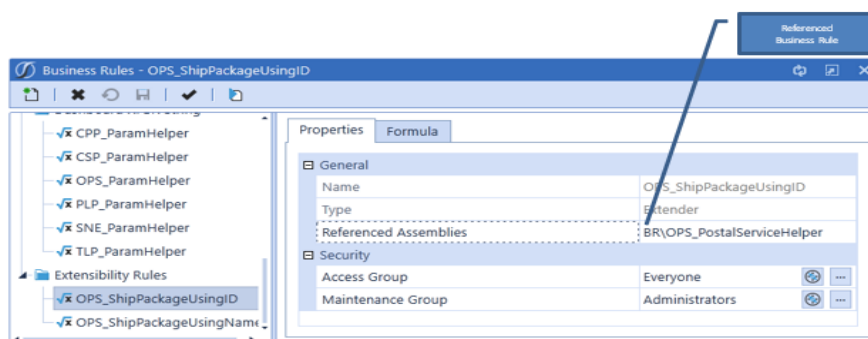 Referenced
Business Rule
Business Rules - OPS_ShipPackageUsingID
CPP_ParamHelper
CSP_ParamHelper
OPS_ParamHelper
PLP_ParamHelper
SNE_ParamHelper
TLP_ParamHelper
Extensibility Rules
OPS_ShipPackageUsingID
OPS_ShipPackageUsingName
Properties Formula
General
Name OPS_ShipPackageUsingID
Type Extender
Referenced Assemblies BR\OPS_PostalServiceHelper
Security
Access Group Everyone
Maintenance Group Administrators